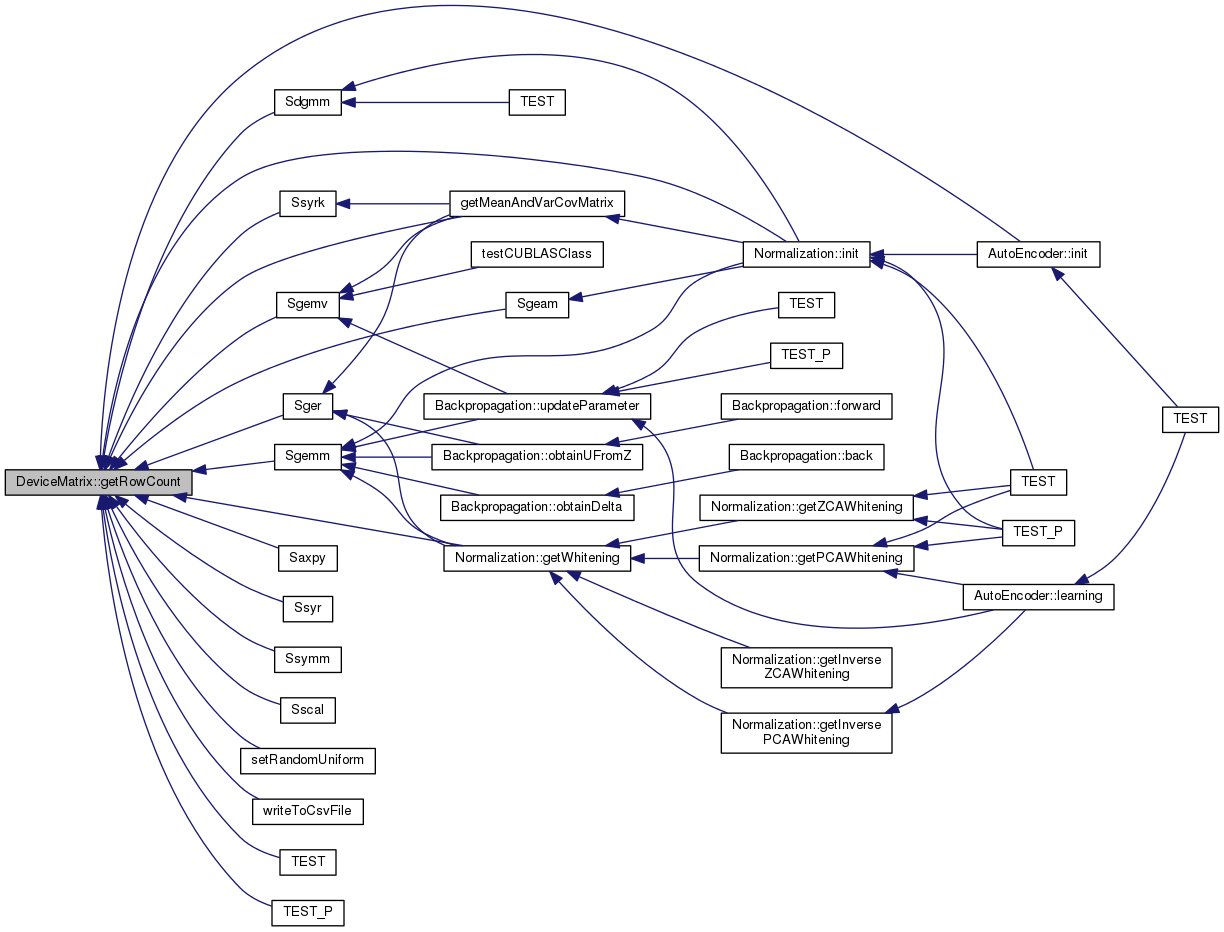 Sdgmm
TEST
Ssyrk
getMeanAndVarCovMatrix
testCUBLASClass
Normalization::init
AutoEncoder::init
Sgemv
Sgeam
TEST
TEST_P
Sger
Backpropagation::updateParameter
Backpropagation::forward
TEST
Sgemm
Backpropagation::obtainUFromZ
Backpropagation::back
DeviceMatrix::getRowCount
TEST
Backpropagation::obtainDelta
Normalization::getZCAWhitening
TEST_P
Saxpy
Normalization::getWhitening
Normalization::getPCAWhitening
AutoEncoder::learning
Ssyr
Ssymm
Normalization::getInverse
ZCAWhitening
Sscal
Normalization::getInverse
PCAWhitening
setRandomUniform
writeToCsvFile
TEST
TEST_P